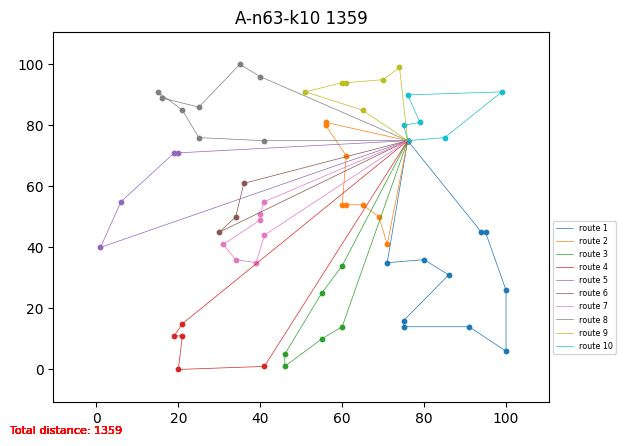 A-n63-k10 1359
100
80
60
40
20
0
0 20 40 60 80 100
route 1
route 2
route 3
route 4
route 5
route 6
route 7
route 8
route 9
route 10
Total distance: 1359